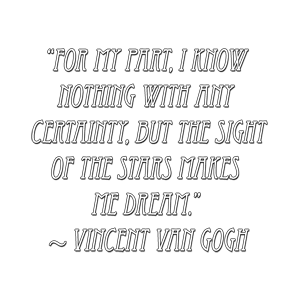 "FOR MY PART, I KNOW
NOTHING WITH ANY
CERTAINTY, BUT THE SIGHT
OF THE STARS MAKES
ME DREAM."
~ VINCENT VAN GOGH